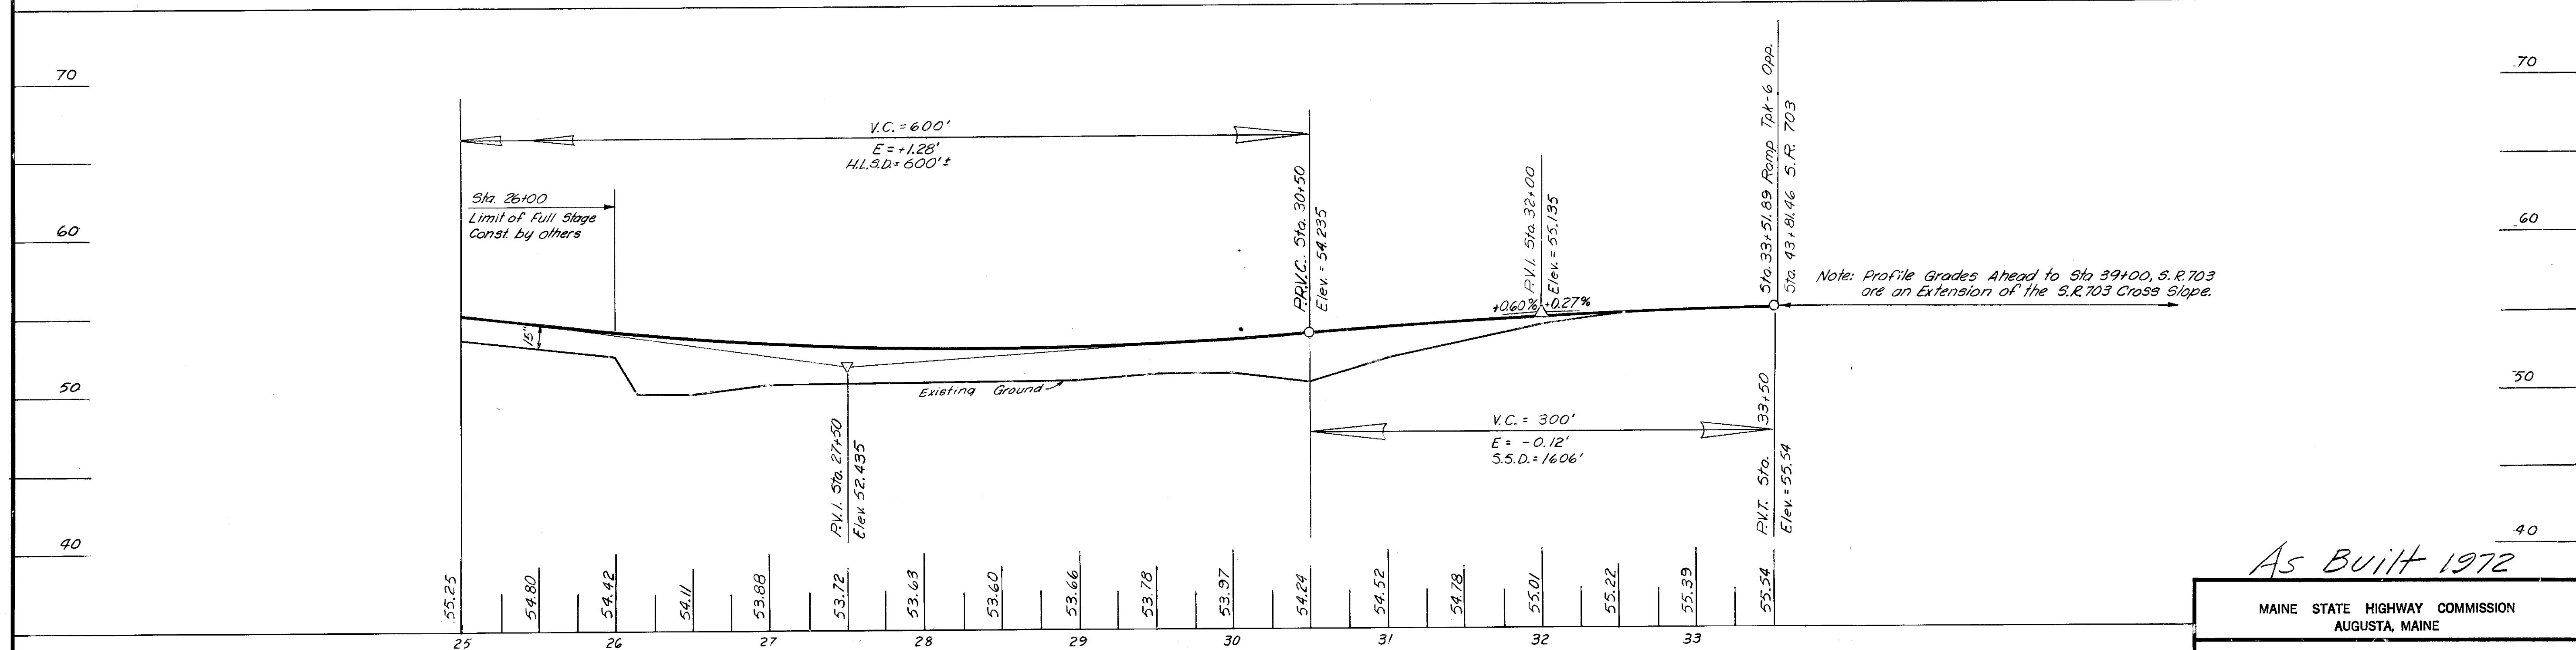 70
60
50
40
70
60
50
40
V.C. = 600'
E = +1.28'
H.L.S.D. = 600'±
Sta. 26+00
Limit of Full Stage
Const. by others
15"
P.V.I. Sta. 27+50
Elev. 52.435
Existing Ground
P.R.V.C. Sta. 30+50
Elev. = 54.235
P.V.I. Sta. 32+00
Elev. = 55.135
+0.60% +0.27%
V.C. = 300'
E = -0.12'
S.S.D. = 1606'
Sta. 33+51.89 Ramp Tpk-6 Opp.
Sta. 43+81.46 S.R. 703
P.V.T. Sta. 33+50
Elev. = 55.54
Note: Profile Grades Ahead to Sta 39+00, S.R. 703
are an Extension of the S.R. 703 Cross Slope.
55.25 54.80 54.42 54.11 53.88 53.72 53.63 53.60 53.66 53.78 53.97 54.24 54.52 54.78 55.01 55.22 55.39 55.54
25 26 27 28 29 30 31 32 33
As Built 1972
MAINE STATE HIGHWAY COMMISSION
AUGUSTA, MAINE